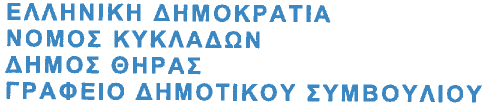 ΕΛΛΗΝΙΚΗ ΔΗΜΟΚΡΑΤΙΑ
ΝΟΜΟΣ ΚΥΚΛΑΔΩΝ
ΔΗΜΟΣ ΘΗΡΑΣ
ΓΡΑΦΕΙΟ ΔΗΜΟΤΙΚΟΥ ΣΥΜΒΟΥΛΙΟΥ